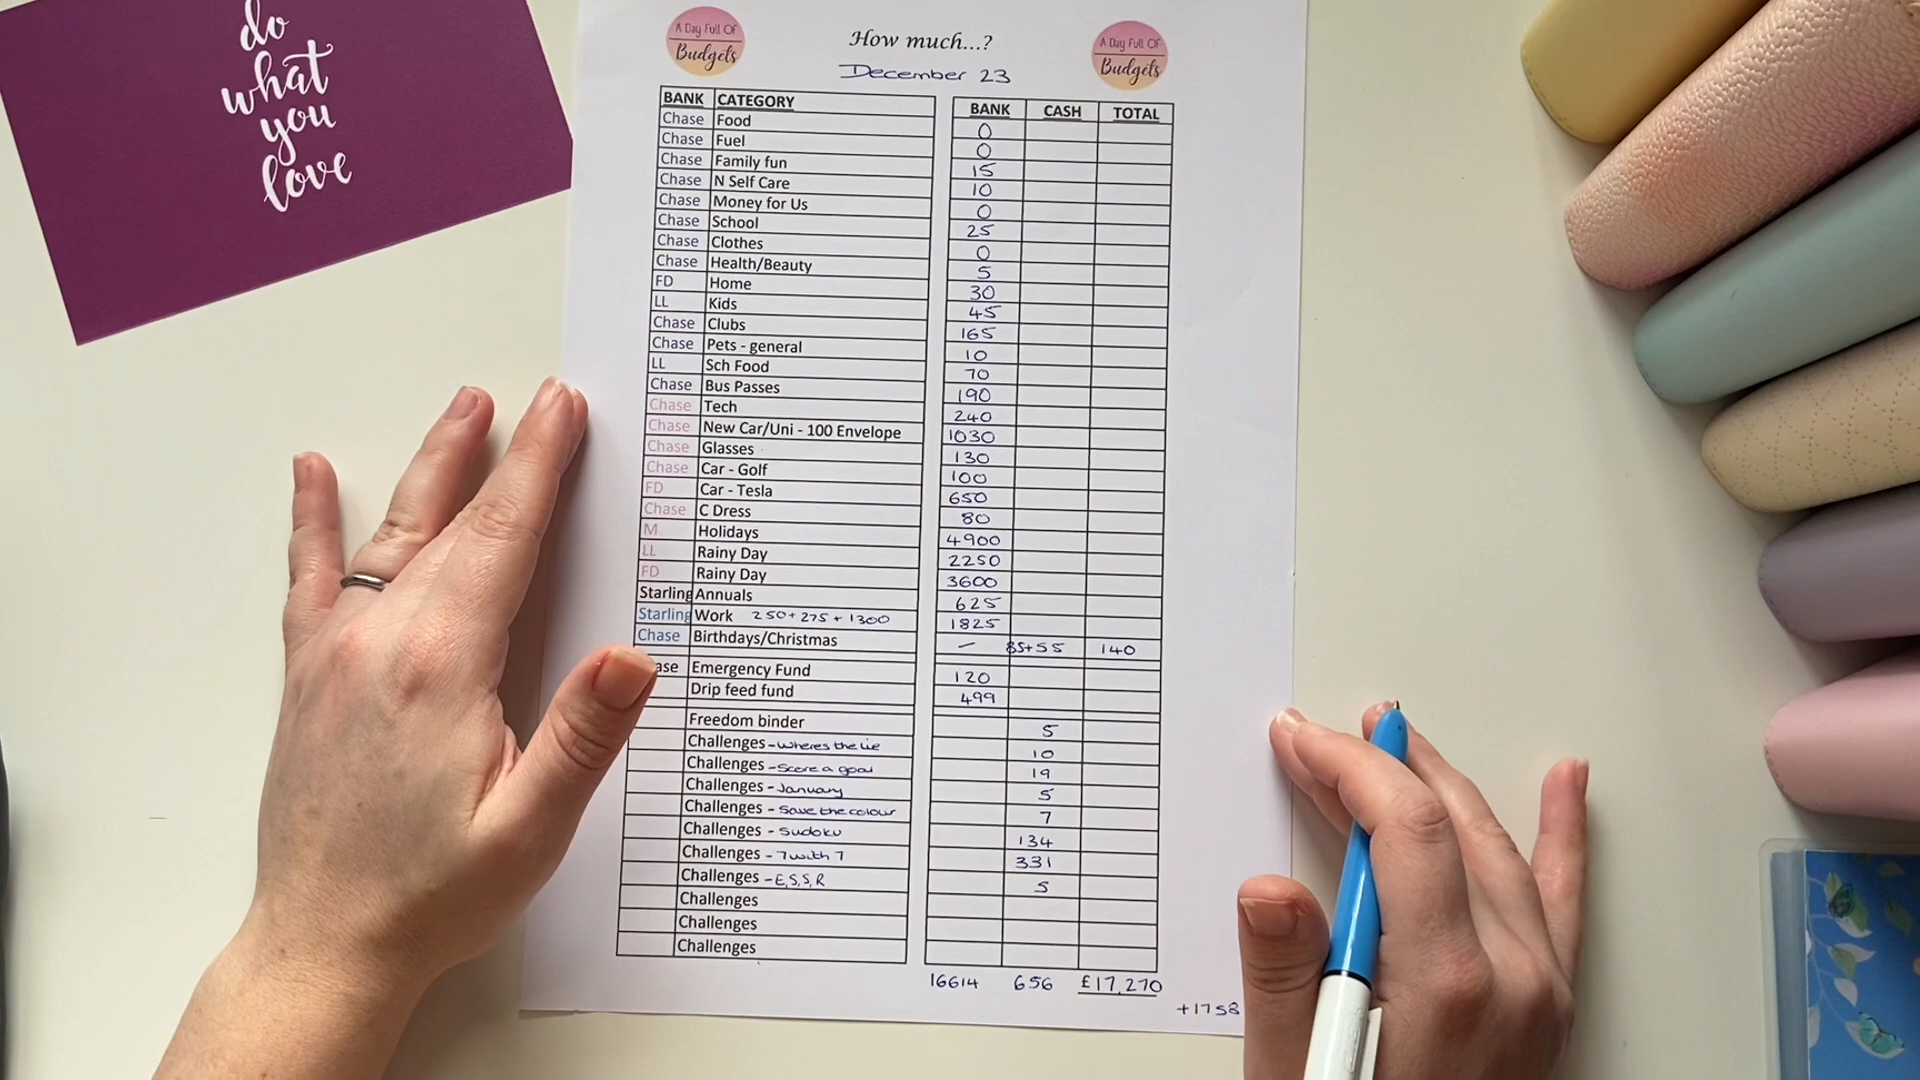 do
what
you
love
A Day Full Of
Budgets
How much...?
December 23
A Day Full Of
Budgets
BANK CATEGORY BANK CASH TOTAL
Chase Food 0
Chase Fuel 0
Chase Family fun 15
Chase N Self Care 10
Chase Money for Us 0
Chase School 25
Chase Clothes 0
Chase Health/Beauty 5
FD Home 30
LL Kids 45
Chase Clubs 165
Chase Pets - general 10
LL Sch Food 70
Chase Bus Passes 190
Chase Tech 240
Chase New Car/Uni - 100 Envelope 1030
Chase Glasses 130
Chase Car - Golf 100
FD Car - Tesla 650
Chase C Dress 80
M Holidays 4900
LL Rainy Day 2250
FD Rainy Day 3600
Starling Annuals 625
Starling Work 250+275+1300 1825
Chase Birthdays/Christmas - 85+55 140
ase Emergency Fund 120
Drip feed fund 499
Freedom binder 5
Challenges - wheres the lie 10
Challenges - Score a goal 19
Challenges - January 5
Challenges - Save the colour 7
Challenges - Sudoku 134
Challenges - 7 with 7 331
Challenges - E,S,S,R 5
Challenges
Challenges
Challenges
16614 656 £17,270
+1758